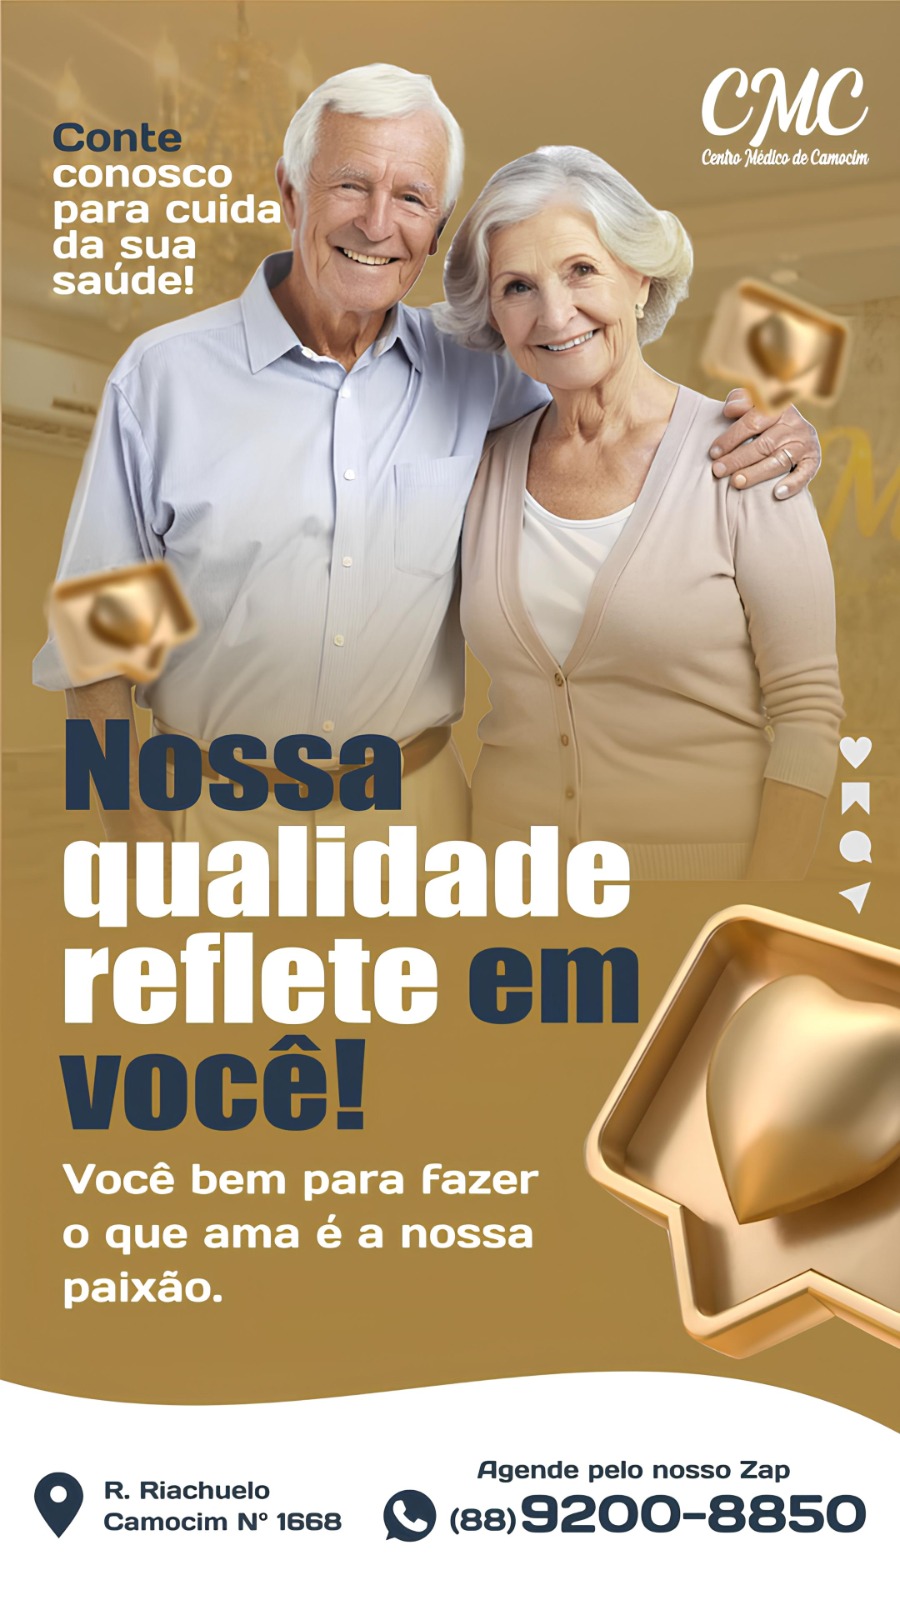 CMC
Centro Médico de Camocim
Conte
conosco
para cuida
da sua
saúde!
M
Nossa
qualidade
reflete em
você!
Você bem para fazer
o que ama é a nossa
paixão.
R. Riachuelo
Camocim Nº 1668
Agende pelo nosso Zap
(88)9200-8850